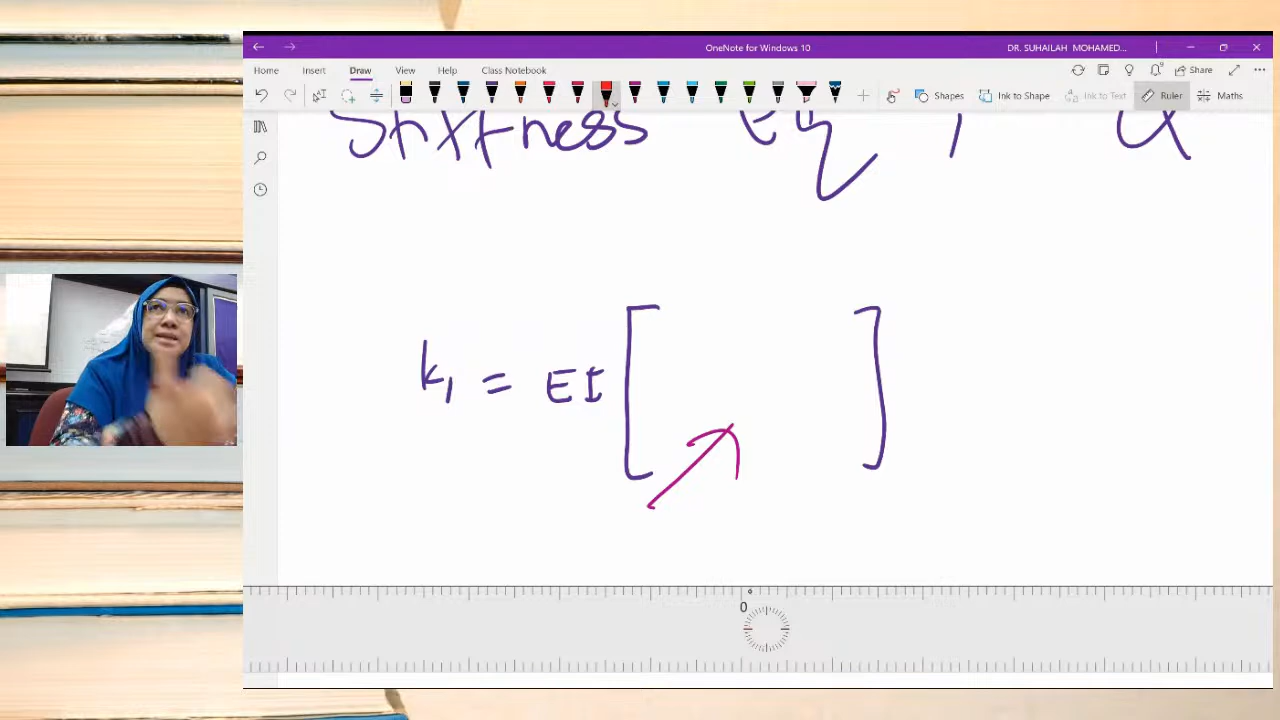 OneNote for Windows 10 DR. SUHAILAH MOHAMED...
Home Insert Draw View Help Class Notebook Share
Shapes Ink to Shape Ink to Text Ruler Maths
Stiffness eq
k1 = EI [ ]
0